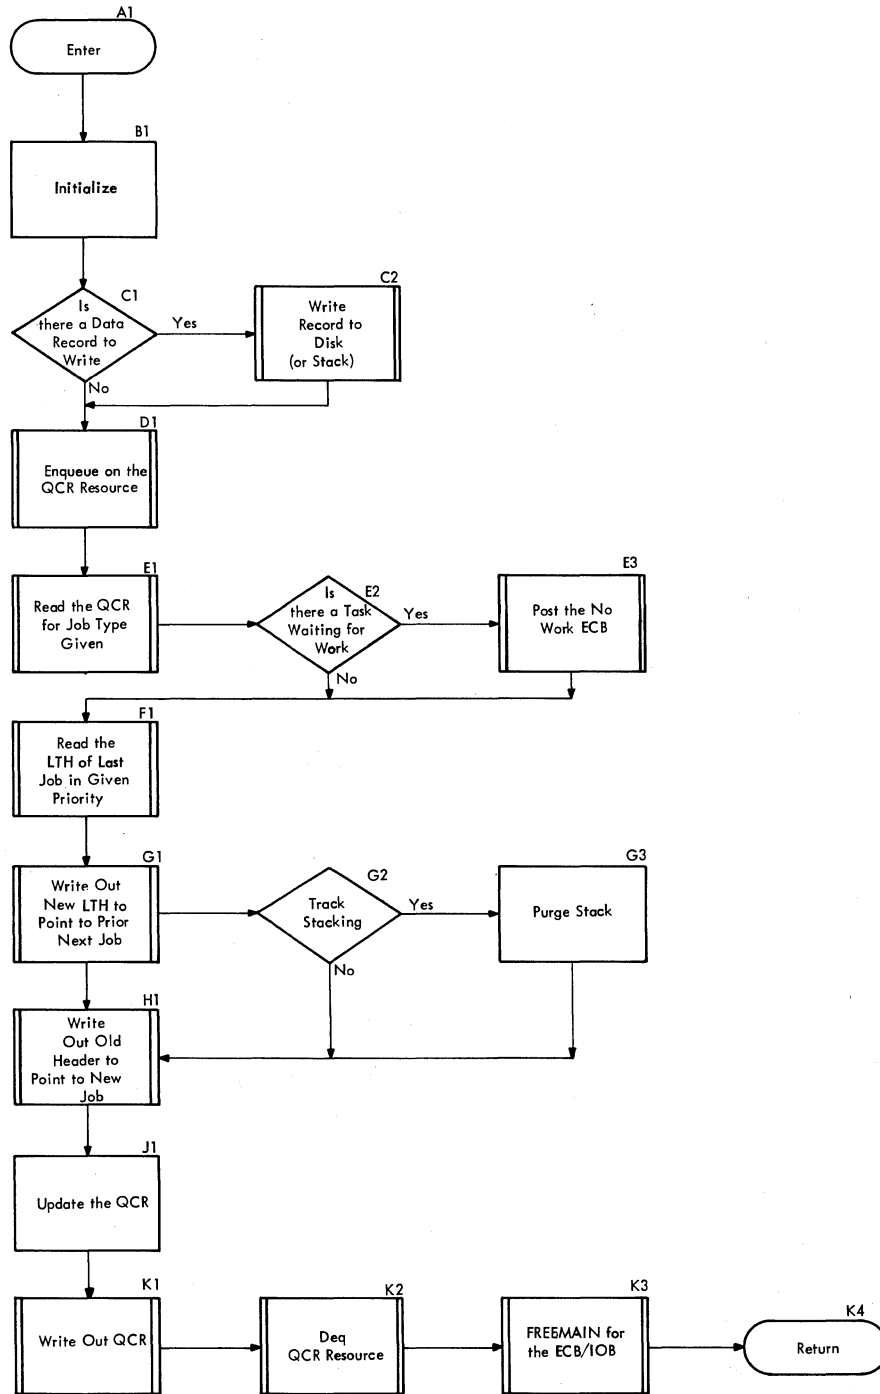 A1
Enter
B1
Initialize
C1
Is
there a Data
Record to
Write
Yes
No
C2
Write
Record to
Disk
(or Stack)
D1
Enqueue on the
QCR Resource
E1
Read the QCR
for Job Type
Given
E2
Is
there a Task
Waiting for
Work
Yes
No
E3
Post the No
Work ECB
F1
Read the
LTH of Last
Job in Given
Priority
G1
Write Out
New LTH to
Point to Prior
Next Job
G2
Track
Stacking
Yes
No
G3
Purge Stack
H1
Write
Out Old
Header to
Point to New
Job
J1
Update the QCR
K1
Write Out QCR
K2
Deq
QCR Resource
K3
FREEMAIN for
the ECB/IOB
K4
Return